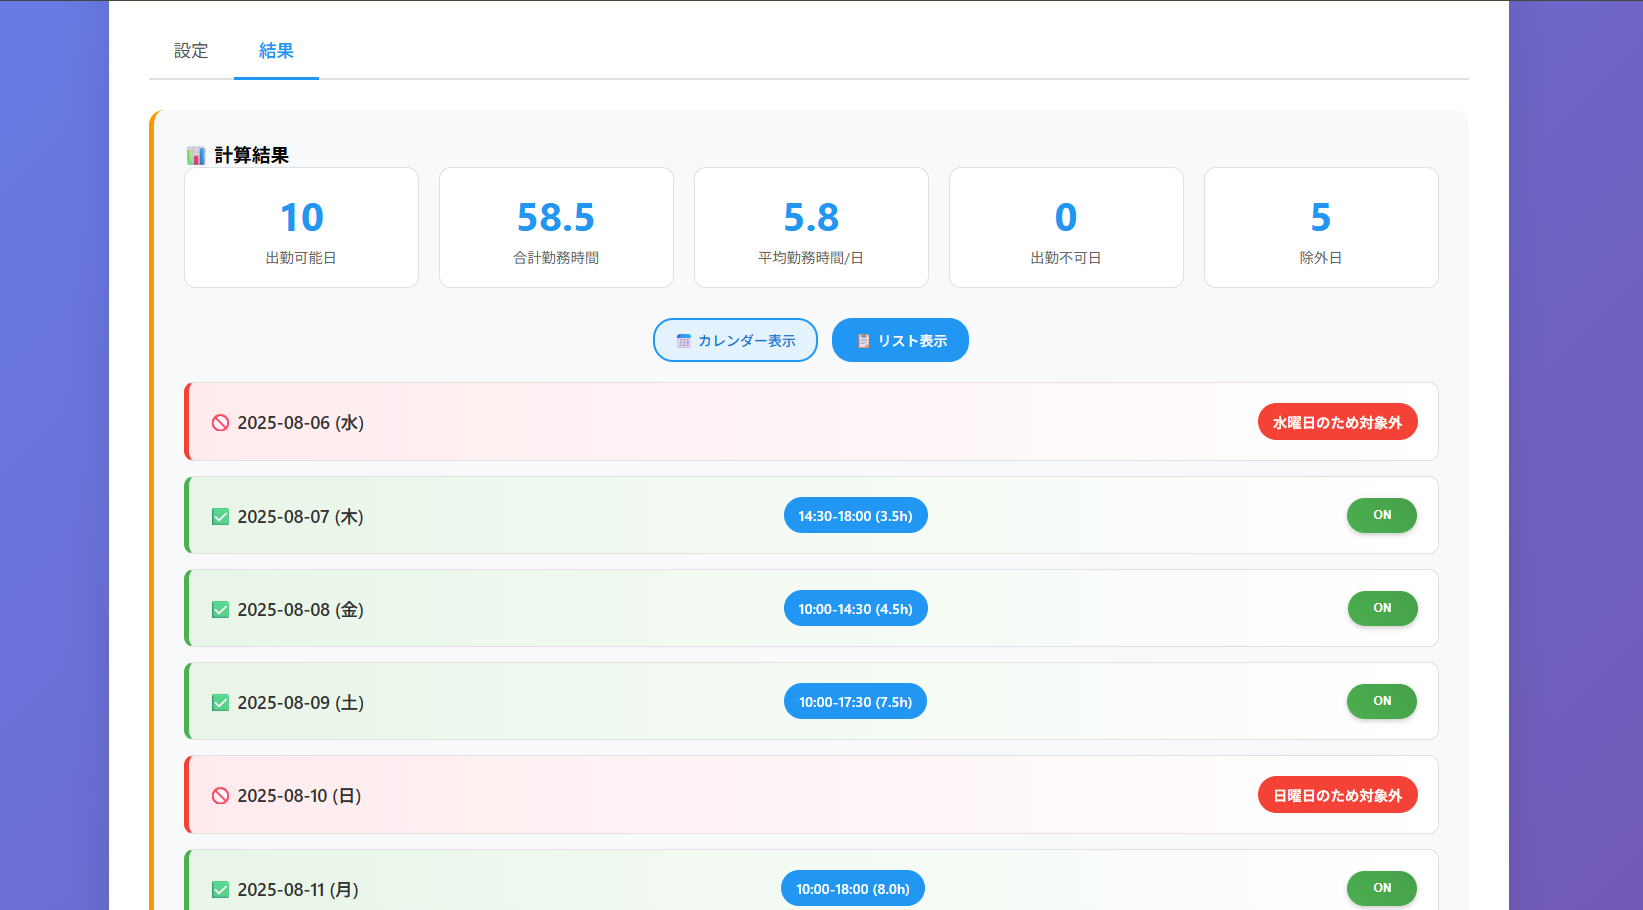 設定 結果
計算結果
10 58.5 5.8 0 5
出勤可能日 合計勤務時間 平均勤務時間/日 出勤不可日 除外日
カレンダー表示 リスト表示
2025-08-06 (水) 水曜日のため対象外
2025-08-07 (木) 14:30-18:00 (3.5h) ON
2025-08-08 (金) 10:00-14:30 (4.5h) ON
2025-08-09 (土) 10:00-17:30 (7.5h) ON
2025-08-10 (日) 日曜日のため対象外
2025-08-11 (月) 10:00-18:00 (8.0h) ON